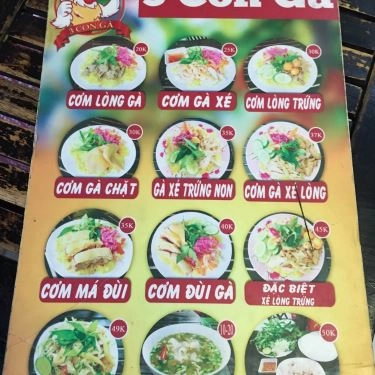 3 CON GÀ
3 Con Gà
20K
25K
30K
CƠM LÒNG GÀ
CƠM GÀ XÉ
CƠM LÒNG TRỨNG
30K
35K
37K
CƠM GÀ CHẶT
GÀ XÉ TRỨNG NON
CƠM GÀ XÉ LÒNG
35K
40K
45K
CƠM MÁ ĐÙI
CƠM ĐÙI GÀ
ĐẶC BIỆT
XÉ LÒNG TRỨNG
49K
10-20
50K